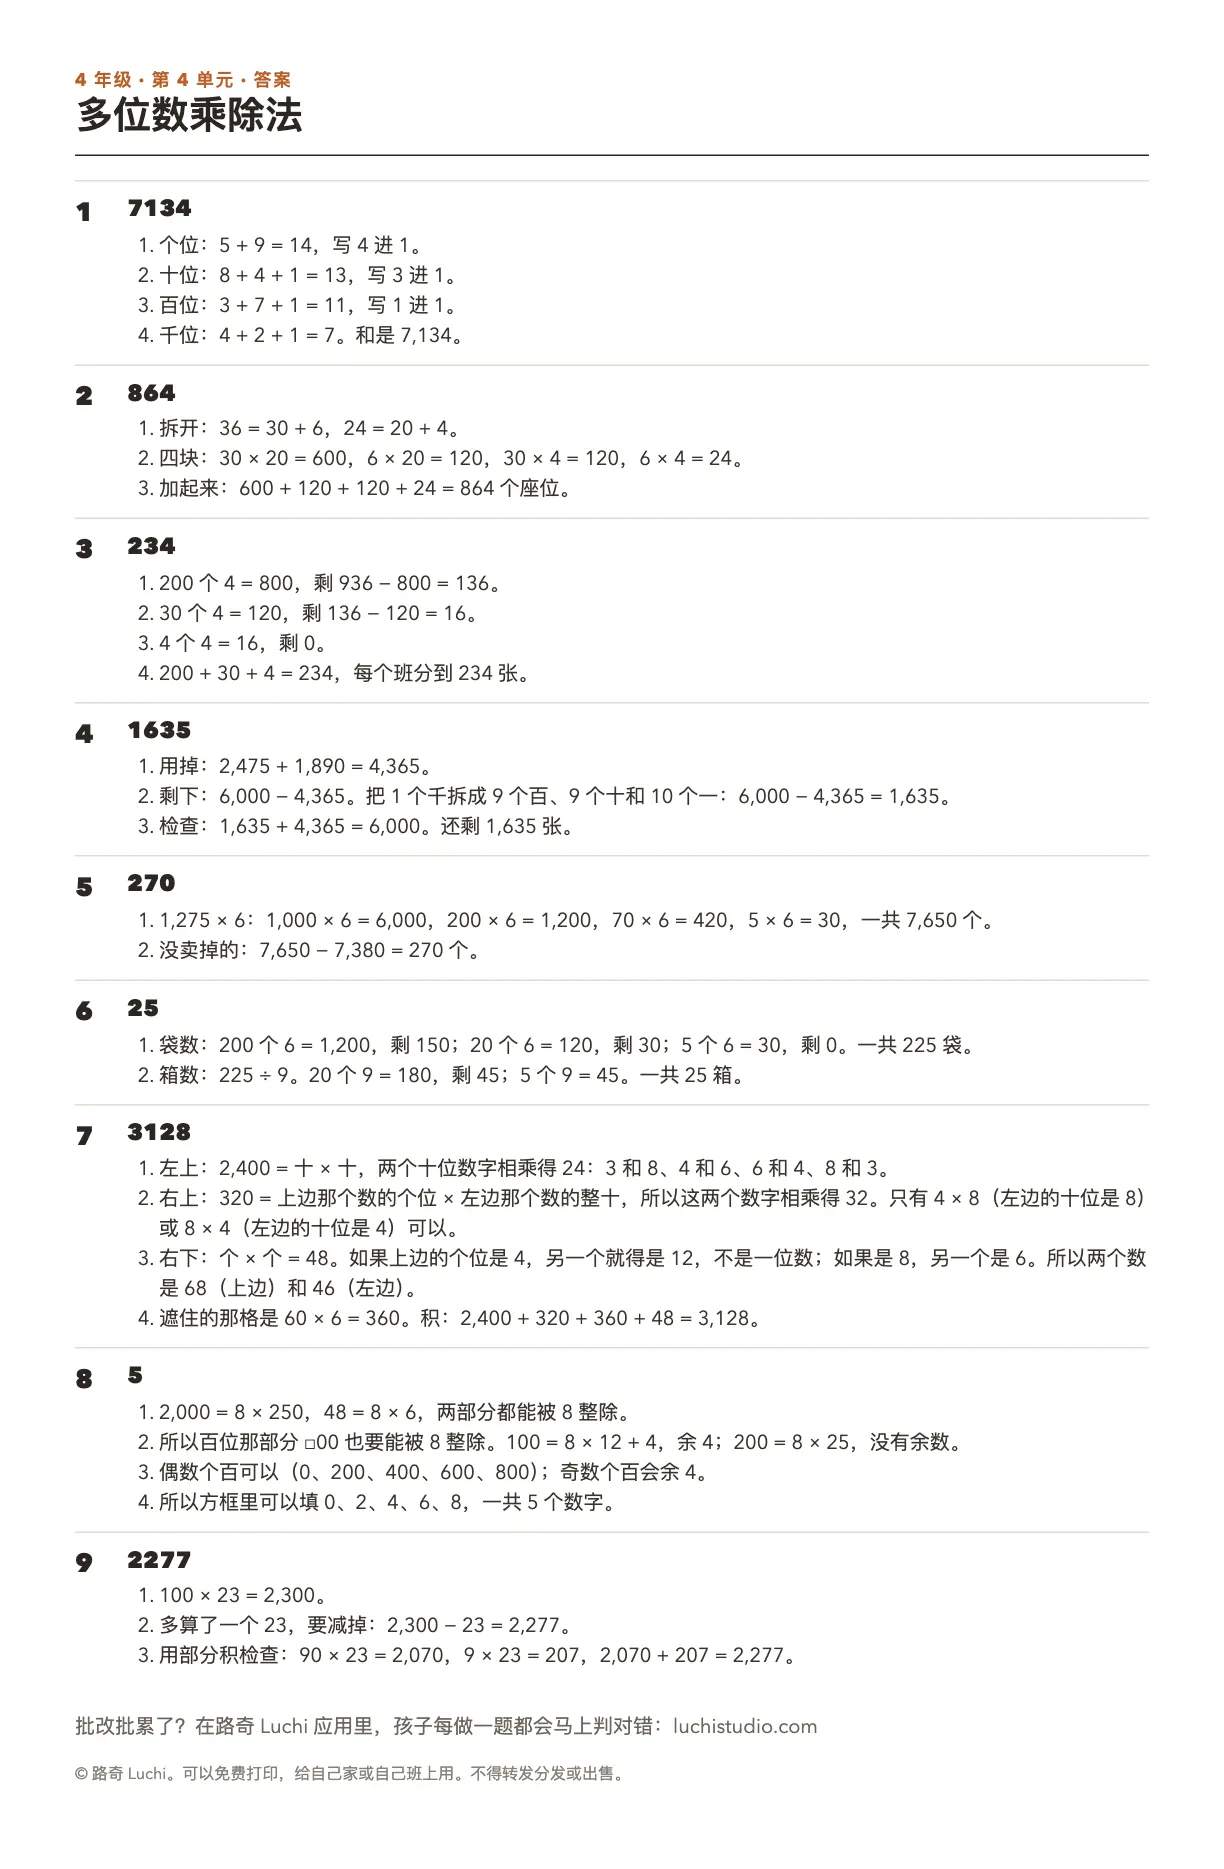 4 年级 · 第 4 单元 · 答案
多位数乘除法
1 7134
1. 个位：5 + 9 = 14，写 4 进 1。
2. 十位：8 + 4 + 1 = 13，写 3 进 1。
3. 百位：3 + 7 + 1 = 11，写 1 进 1。
4. 千位：4 + 2 + 1 = 7。和是 7,134。
2 864
1. 拆开：36 = 30 + 6，24 = 20 + 4。
2. 四块：30 × 20 = 600，6 × 20 = 120，30 × 4 = 120，6 × 4 = 24。
3. 加起来：600 + 120 + 120 + 24 = 864 个座位。
3 234
1. 200 个 4 = 800，剩 936 − 800 = 136。
2. 30 个 4 = 120，剩 136 − 120 = 16。
3. 4 个 4 = 16，剩 0。
4. 200 + 30 + 4 = 234，每个班分到 234 张。
4 1635
1. 用掉：2,475 + 1,890 = 4,365。
2. 剩下：6,000 − 4,365。把 1 个千拆成 9 个百、9 个十和 10 个一：6,000 − 4,365 = 1,635。
3. 检查：1,635 + 4,365 = 6,000。还剩 1,635 张。
5 270
1. 1,275 × 6：1,000 × 6 = 6,000，200 × 6 = 1,200，70 × 6 = 420，5 × 6 = 30，一共 7,650 个。
2. 没卖掉的：7,650 − 7,380 = 270 个。
6 25
1. 袋数：200 个 6 = 1,200，剩 150；20 个 6 = 120，剩 30；5 个 6 = 30，剩 0。一共 225 袋。
2. 箱数：225 ÷ 9。20 个 9 = 180，剩 45；5 个 9 = 45。一共 25 箱。
7 3128
1. 左上：2,400 = 十 × 十，两个十位数字相乘得 24：3 和 8、4 和 6、6 和 4、8 和 3。
2. 右上：320 = 上边那个数的个位 × 左边那个数的整十，所以这两个数字相乘得 32。只有 4 × 8（左边的十位是 8）
或 8 × 4（左边的十位是 4）可以。
3. 右下：个 × 个 = 48。如果上边的个位是 4，另一个就得是 12，不是一位数；如果是 8，另一个是 6。所以两个数
是 68（上边）和 46（左边）。
4. 遮住的那格是 60 × 6 = 360。积：2,400 + 320 + 360 + 48 = 3,128。
8 5
1. 2,000 = 8 × 250，48 = 8 × 6，两部分都能被 8 整除。
2. 所以百位那部分 □00 也要能被 8 整除。100 = 8 × 12 + 4，余 4；200 = 8 × 25，没有余数。
3. 偶数个百可以（0、200、400、600、800）；奇数个百会余 4。
4. 所以方框里可以填 0、2、4、6、8，一共 5 个数字。
9 2277
1. 100 × 23 = 2,300。
2. 多算了一个 23，要减掉：2,300 − 23 = 2,277。
3. 用部分积检查：90 × 23 = 2,070，9 × 23 = 207，2,070 + 207 = 2,277。
批改批累了？在路奇 Luchi 应用里，孩子每做一题都会马上判对错：luchistudio.com
© 路奇 Luchi。可以免费打印，给自己家或自己班上用。不得转发分发或出售。